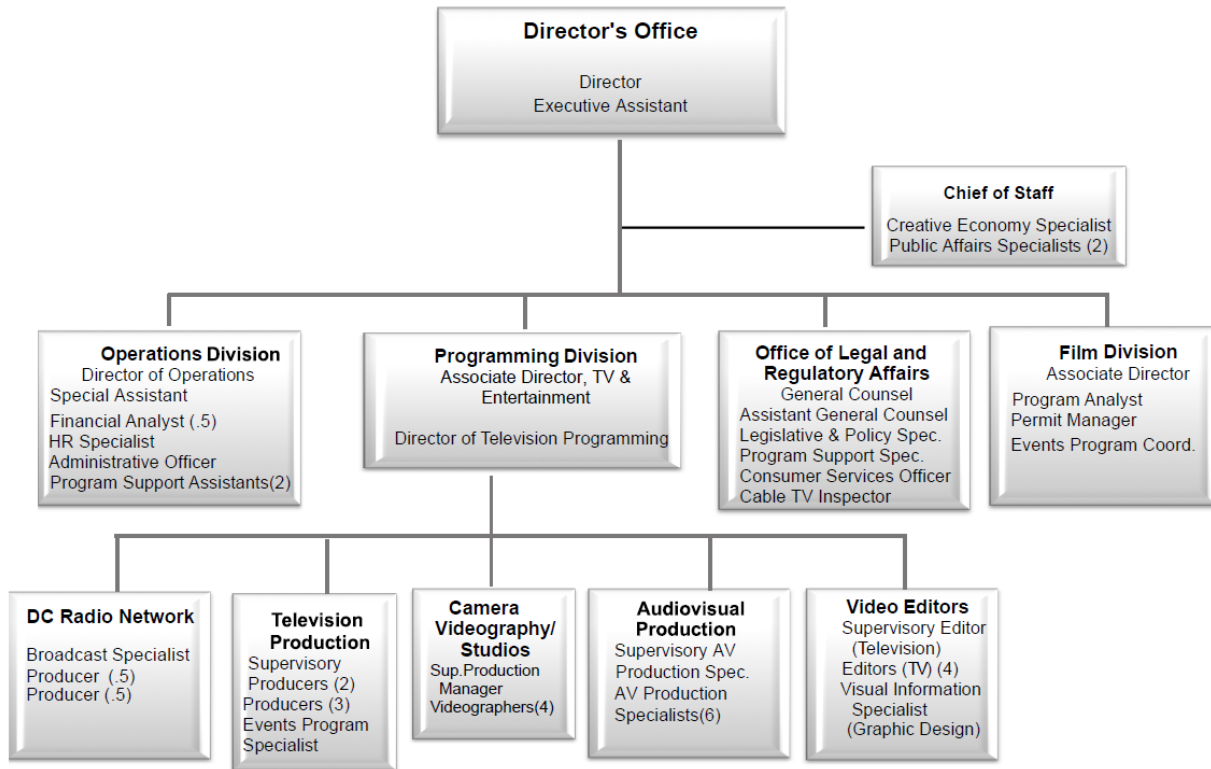 Director's Office
Director
Executive Assistant
Chief of Staff
Creative Economy Specialist
Public Affairs Specialists (2)
Operations Division
Director of Operations
Special Assistant
Financial Analyst (.5)
HR Specialist
Administrative Officer
Program Support Assistants(2)
Programming Division
Associate Director, TV &
Entertainment
Director of Television Programming
Office of Legal and
Regulatory Affairs
General Counsel
Assistant General Counsel
Legislative & Policy Spec.
Program Support Spec.
Consumer Services Officer
Cable TV Inspector
Film Division
Associate Director
Program Analyst
Permit Manager
Events Program Coord.
DC Radio Network
Broadcast Specialist
Producer (.5)
Producer (.5)
Television
Production
Supervisory
Producers (2)
Producers (3)
Events Program
Specialist
Camera
Videography/
Studios
Sup.Production
Manager
Videographers(4)
Audiovisual
Production
Supervisory AV
Production Spec.
AV Production
Specialists(6)
Video Editors
Supervisory Editor
(Television)
Editors (TV) (4)
Visual Information
Specialist
(Graphic Design)